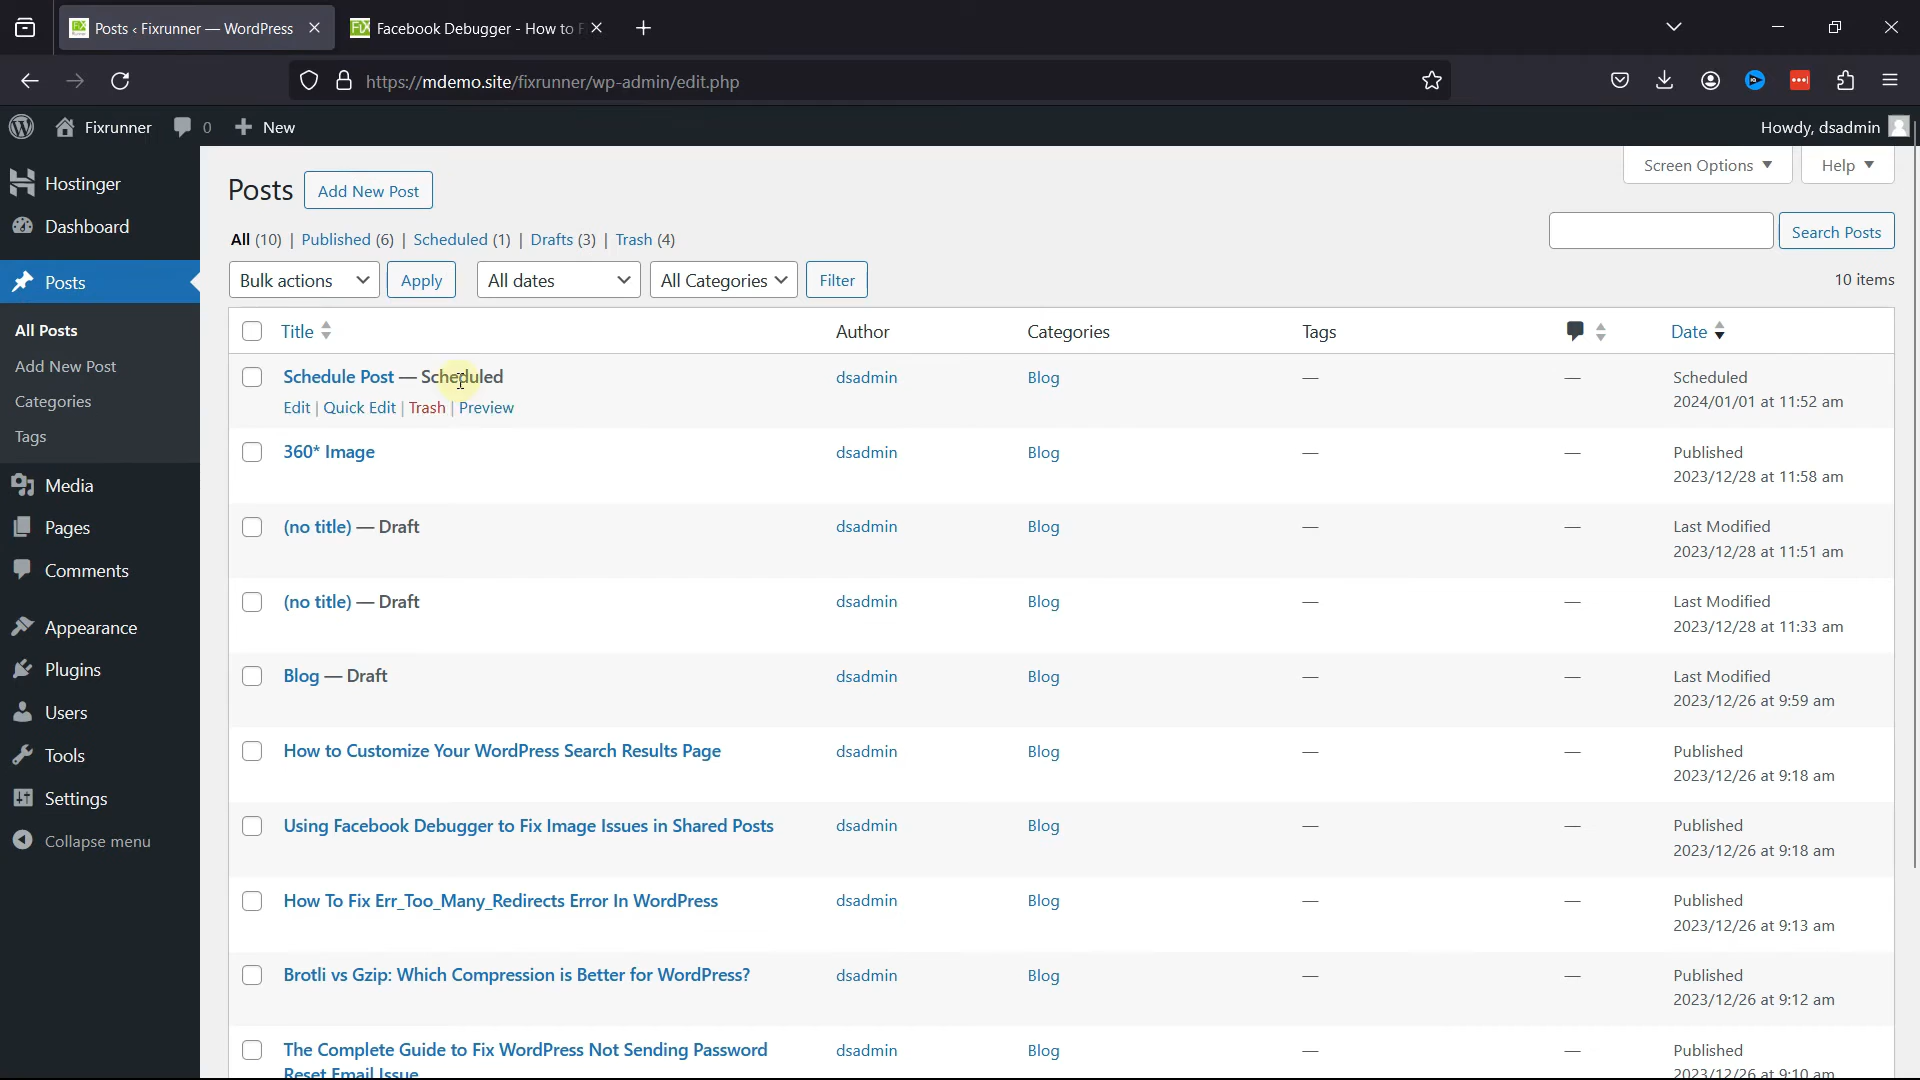 Posts ‹ Fixrunner — WordPress
Facebook Debugger - How to F
https://mdemo.site/fixrunner/wp-admin/edit.php
Fixrunner
0
New
Howdy, dsadmin
Hostinger
Dashboard
Posts
All Posts
Add New Post
Categories
Tags
Media
Pages
Comments
Appearance
Plugins
Users
Tools
Settings
Collapse menu
Posts
Add New Post
Screen Options
Help
All (10) | Published (6) | Scheduled (1) | Drafts (3) | Trash (4)
Search Posts
Bulk actions
Apply
All dates
All Categories
Filter
10 items
Title
Author
Categories
Tags
Date
Schedule Post — Scheduled
dsadmin
Blog
—
—
Scheduled
2024/01/01 at 11:52 am
Edit | Quick Edit | Trash | Preview
360* Image
dsadmin
Blog
—
—
Published
2023/12/28 at 11:58 am
(no title) — Draft
dsadmin
Blog
—
—
Last Modified
2023/12/28 at 11:51 am
(no title) — Draft
dsadmin
Blog
—
—
Last Modified
2023/12/28 at 11:33 am
Blog — Draft
dsadmin
Blog
—
—
Last Modified
2023/12/26 at 9:59 am
How to Customize Your WordPress Search Results Page
dsadmin
Blog
—
—
Published
2023/12/26 at 9:18 am
Using Facebook Debugger to Fix Image Issues in Shared Posts
dsadmin
Blog
—
—
Published
2023/12/26 at 9:18 am
How To Fix Err_Too_Many_Redirects Error In WordPress
dsadmin
Blog
—
—
Published
2023/12/26 at 9:13 am
Brotli vs Gzip: Which Compression is Better for WordPress?
dsadmin
Blog
—
—
Published
2023/12/26 at 9:12 am
The Complete Guide to Fix WordPress Not Sending Password
Reset Email Issue
dsadmin
Blog
—
—
Published
2023/12/26 at 9:10 am